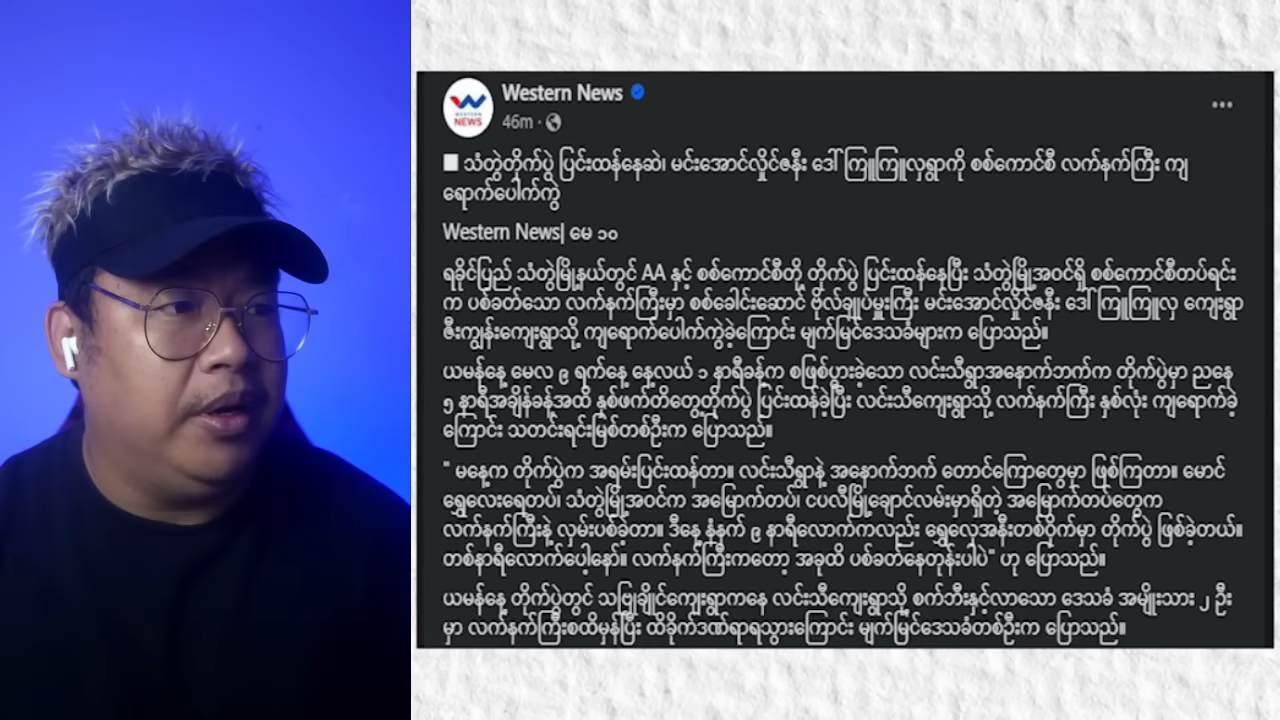 Western News
46m
WESTERN
NEWS
■ သံတွဲတိုက်ပွဲ ပြင်းထန်နေဆဲ၊ မင်းအောင်လှိုင်ဇနီး ဒေါ်ကြူကြူလှရွာကို စစ်ကောင်စီ လက်နက်ကြီး ကျ
ရောက်ပေါက်ကွဲ
Western News| မေ ၁၀
ရခိုင်ပြည် သံတွဲမြို့နယ်တွင် AA နှင့် စစ်ကောင်စီတို့ တိုက်ပွဲ ပြင်းထန်နေပြီး သံတွဲမြို့အဝင်ရှိ စစ်ကောင်စီတပ်ရင်း
က ပစ်ခတ်သော လက်နက်ကြီးမှာ စစ်ခေါင်းဆောင် ဗိုလ်ချုပ်မှူးကြီး မင်းအောင်လှိုင်ဇနီး ဒေါ်ကြူကြူလှ ကျေးရွာ
ဇီးကျွန်းကျေးရွာသို့ ကျရောက်ပေါက်ကွဲခဲ့ကြောင်း မျက်မြင်ဒေသခံများက ပြောသည်။
ယမန်နေ့ မေလ ၉ ရက်နေ့ နေ့လယ် ၁ နာရီခန့်က စဖြစ်ပွားခဲ့သော လင်းသီရွာအနောက်ဘက်က တိုက်ပွဲမှာ ညနေ
၅ နာရီအချိန်ခန့်အထိ နှစ်ဖက်တိတွေ့တိုက်ပွဲ ပြင်းထန်ခဲ့ပြီး လင်းသီကျေးရွာသို့ လက်နက်ကြီး နှစ်လုံး ကျရောက်ခဲ့
ကြောင်း သတင်းရင်းမြစ်တစ်ဦးက ပြောသည်။
" မနေ့က တိုက်ပွဲက အရမ်းပြင်းထန်တာ။ လင်းသီရွာနဲ့ အနောက်ဘက် တောင်ကြောတွေမှာ ဖြစ်ကြတာ။ မောင်
ရွှေလေးရေတပ်၊ သံတွဲမြို့အဝင်က အမြောက်တပ်၊ ငပလီမြို့ချောင်လမ်းမှာရှိတဲ့ အမြောက်တပ်တွေက
လက်နက်ကြီးနဲ့ လှမ်းပစ်ခဲ့တာ။ ဒီနေ့ နံနက် ၉ နာရီလောက်ကလည်း ရွှေလှေအနီးတစ်ဝိုက်မှာ တိုက်ပွဲ ဖြစ်ခဲ့တယ်။
တစ်နာရီလောက်ပေါ့နော်။ လက်နက်ကြီးကတော့ အခုထိ ပစ်ခတ်နေတုန်းပါပဲ" ဟု ပြောသည်။
ယမန်နေ့ တိုက်ပွဲတွင် သဗြုချိုင်ကျေးရွာကနေ လင်းသီကျေးရွာသို့ စက်ဘီးနှင့်လာသော ဒေသခံ အမျိုးသား ၂ ဦး
မှာ လက်နက်ကြီးစထိမှန်ပြီး ထိခိုက်ဒဏ်ရာရသွားကြောင်း မျက်မြင်ဒေသခံတစ်ဦးက ပြောသည်။